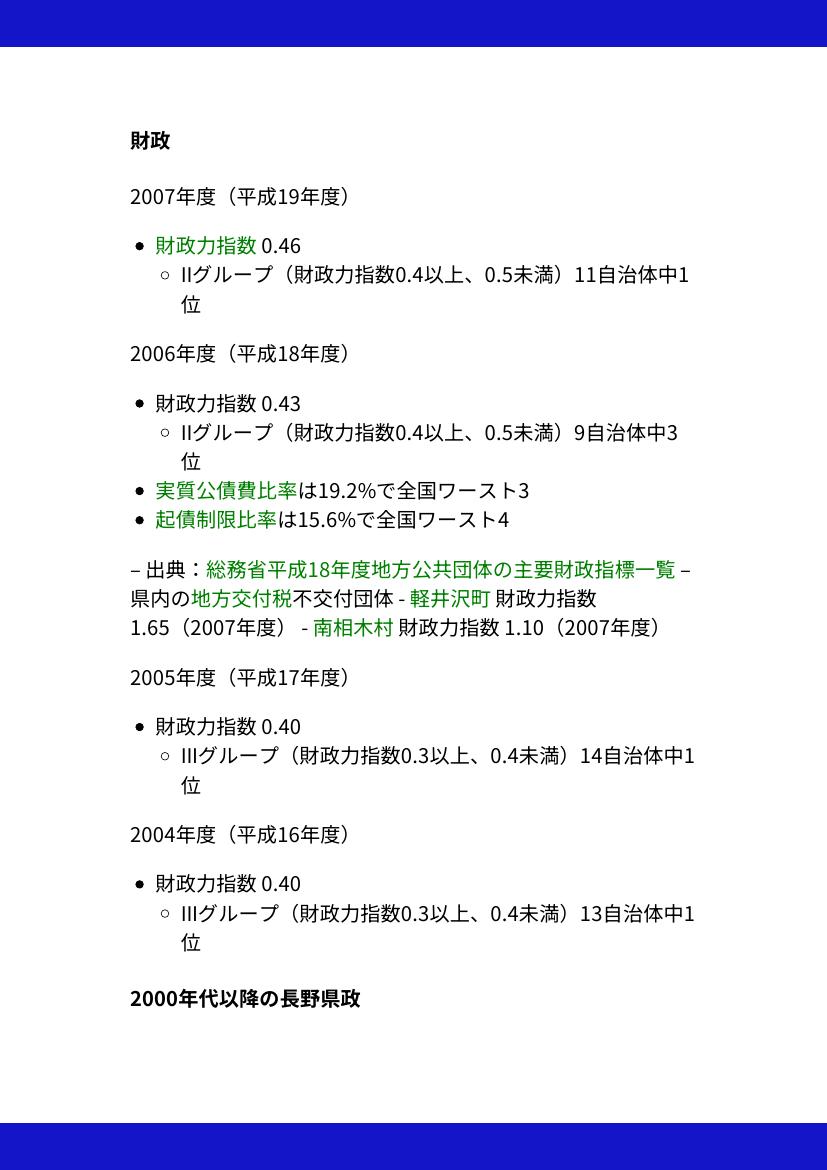 財政
2007年度（平成19年度）
• 財政力指数 0.46
◦ IIグループ（財政力指数0.4以上、0.5未満）11自治体中1
位
2006年度（平成18年度）
• 財政力指数 0.43
◦ IIグループ（財政力指数0.4以上、0.5未満）9自治体中3
位
• 実質公債費比率は19.2%で全国ワースト3
• 起債制限比率は15.6%で全国ワースト4
– 出典：総務省平成18年度地方公共団体の主要財政指標一覧 –
県内の地方交付税不交付団体 - 軽井沢町 財政力指数
1.65（2007年度） - 南相木村 財政力指数 1.10（2007年度）
2005年度（平成17年度）
• 財政力指数 0.40
◦ IIIグループ（財政力指数0.3以上、0.4未満）14自治体中1
位
2004年度（平成16年度）
• 財政力指数 0.40
◦ IIIグループ（財政力指数0.3以上、0.4未満）13自治体中1
位
2000年代以降の長野県政